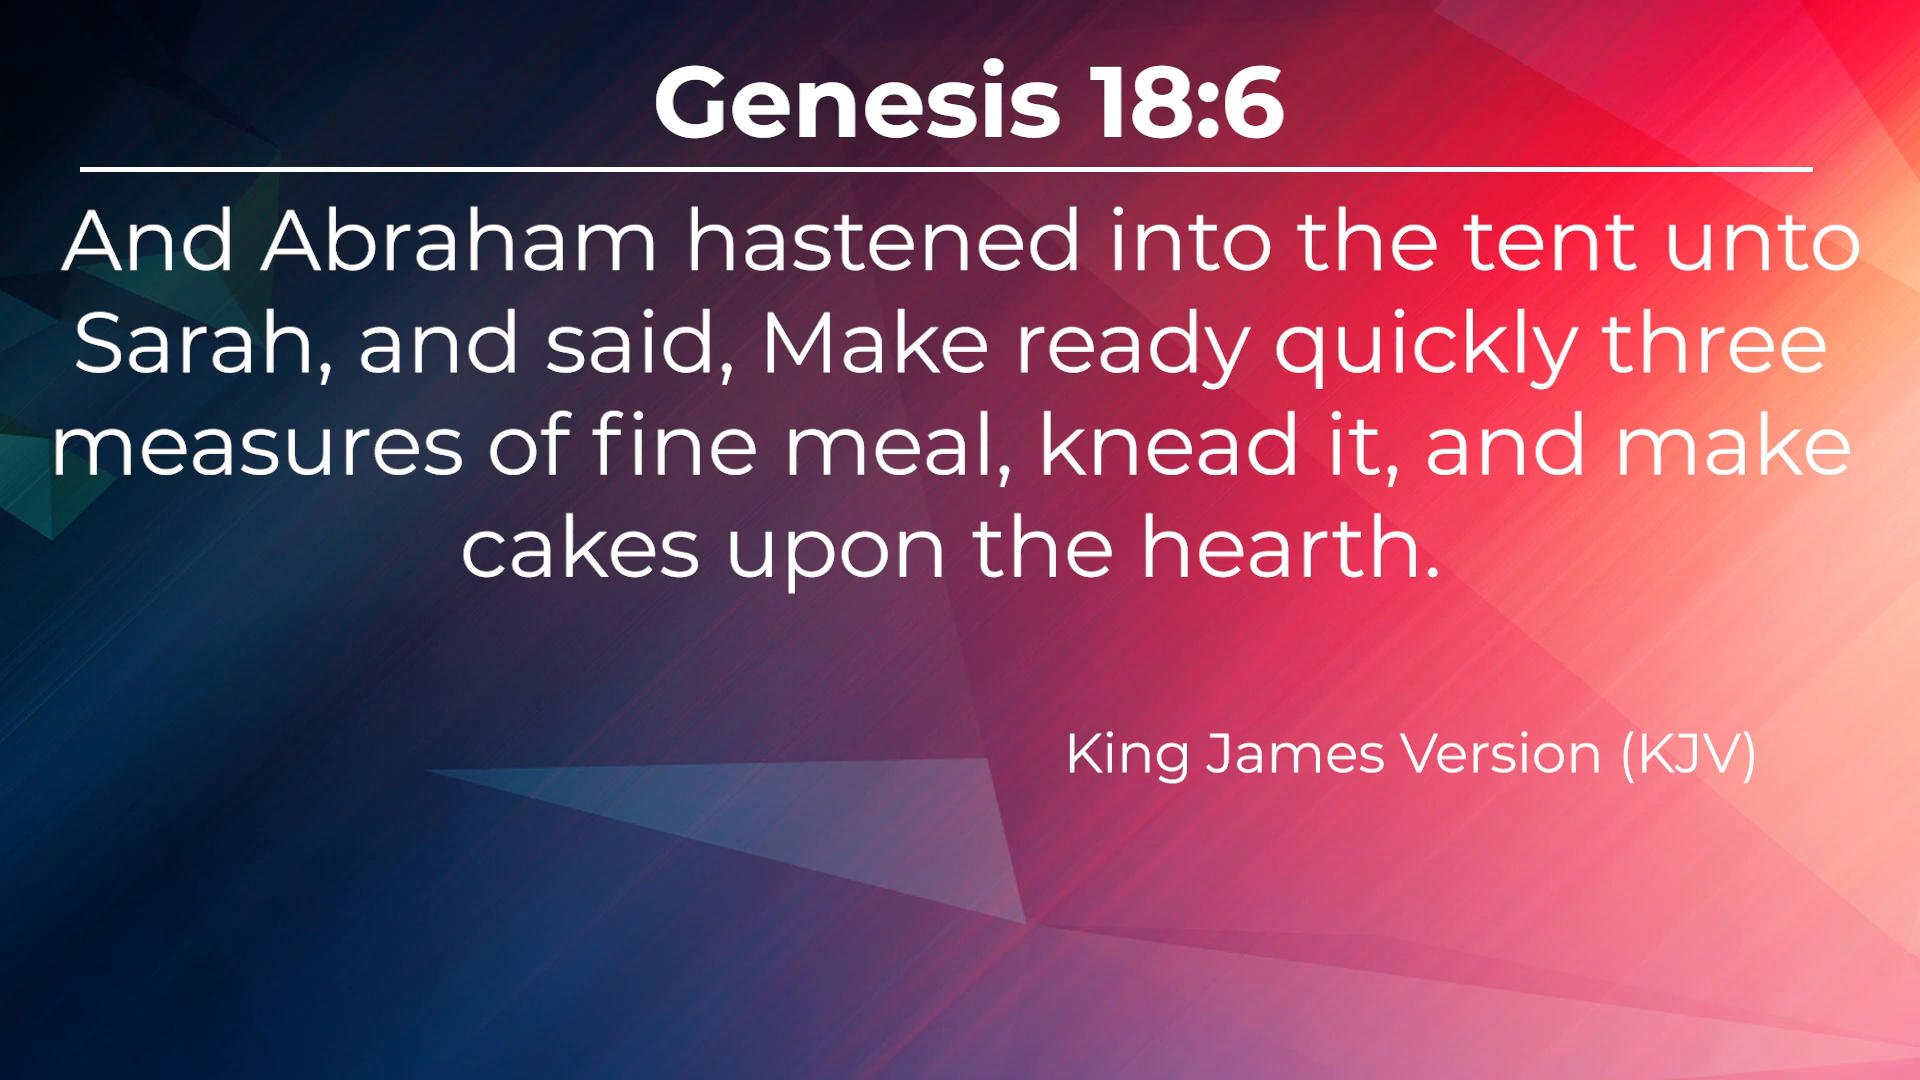 Genesis 18:6
And Abraham hastened into the tent unto
Sarah, and said, Make ready quickly three
measures of fine meal, knead it, and make
cakes upon the hearth.
King James Version (KJV)